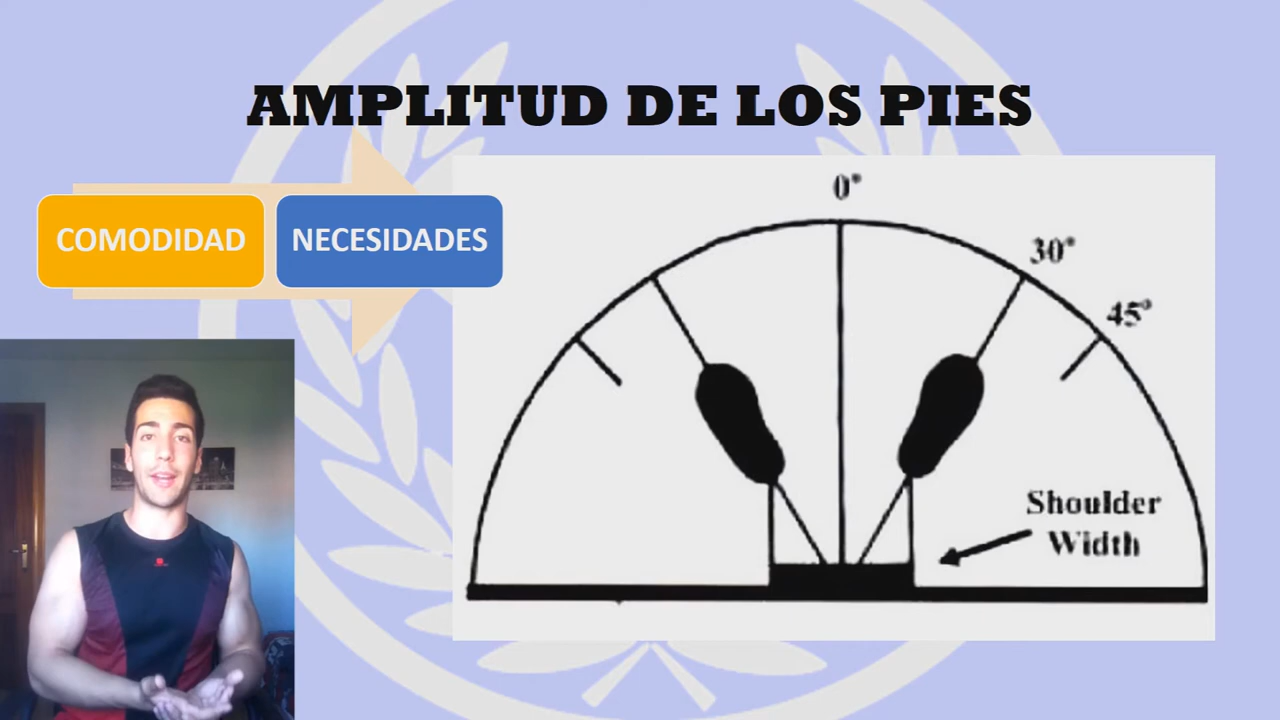 AMPLITUD DE LOS PIES
COMODIDAD
NECESIDADES
0°
30°
45°
Shoulder
Width